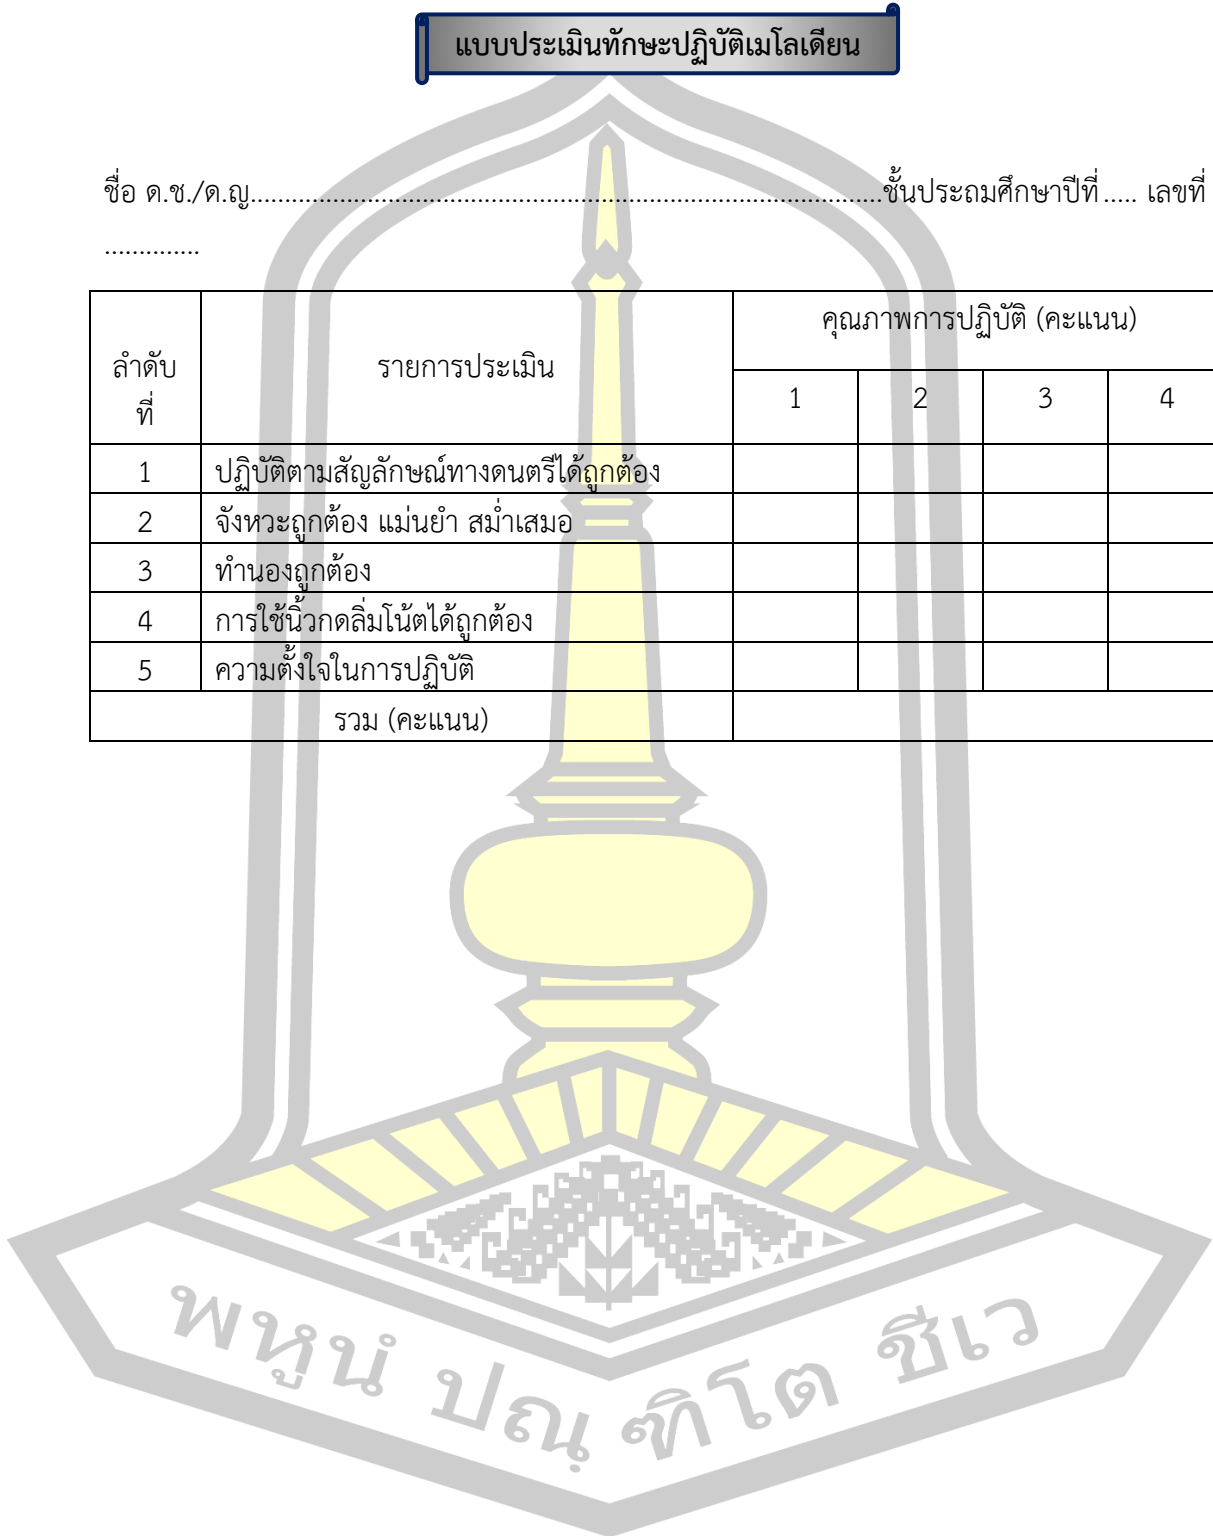 แบบประเมินทักษะปฏิบัติเมโลเดียน
ชื่อ ด.ช./ด.ญ............................................................................................ชั้นประถมศึกษาปีที่ ..... เลขที่
..............
ลำดับที่ รายการประเมิน คุณภาพการปฏิบัติ (คะแนน)
1 2 3 4
1 ปฏิบัติตามสัญลักษณ์ทางดนตรีได้ถูกต้อง
2 จังหวะถูกต้อง แม่นยำ สม่ำเสมอ
3 ทำนองถูกต้อง
4 การใช้นิ้วกดลิ่มโน้ตได้ถูกต้อง
5 ความตั้งใจในการปฏิบัติ
รวม (คะแนน)
พหูนํ ปณฺฑิโต ชีเว